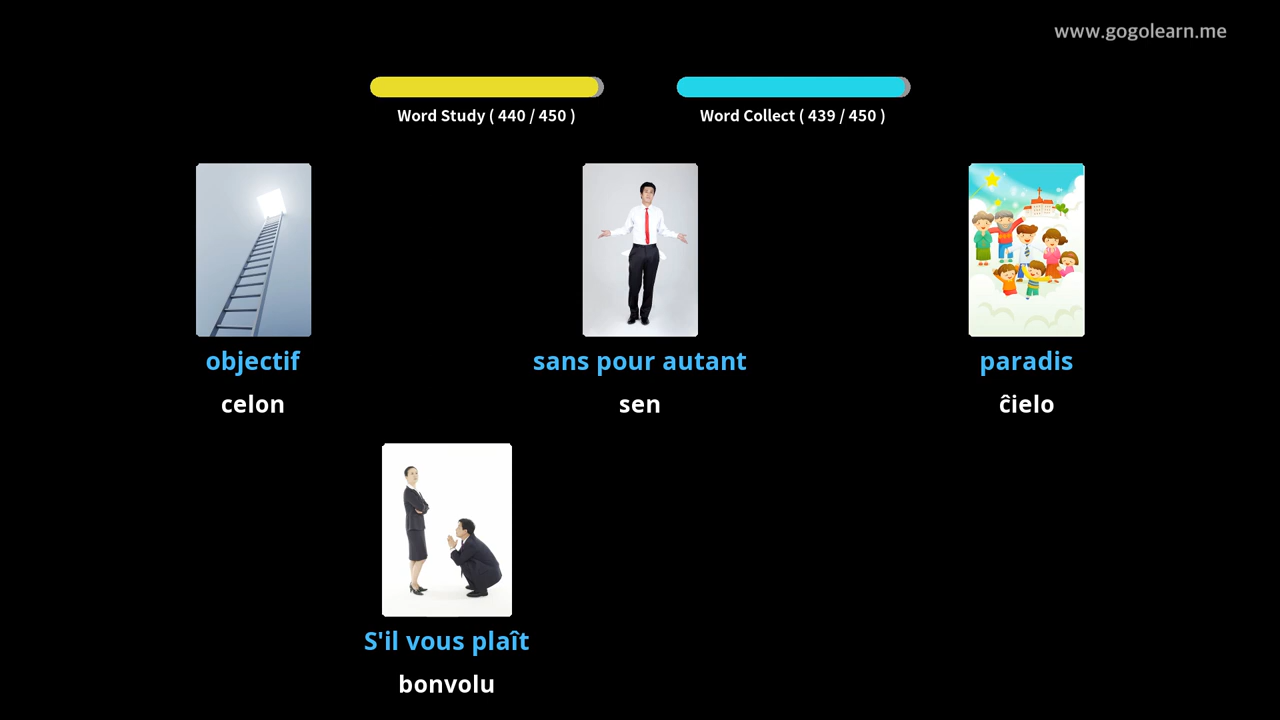 www.gogolearn.me
Word Study ( 440 / 450 )
Word Collect ( 439 / 450 )
objectif
sans pour autant
paradis
celon
sen
ĉielo
S'il vous plaît
bonvolu